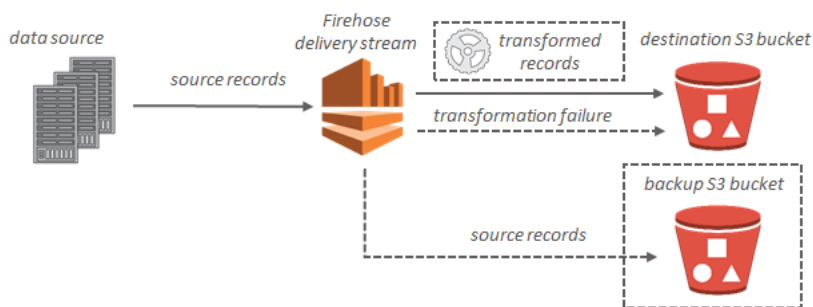 data source
source records
Firehose
delivery stream
transformed
records
destination S3 bucket
transformation failure
backup S3 bucket
source records